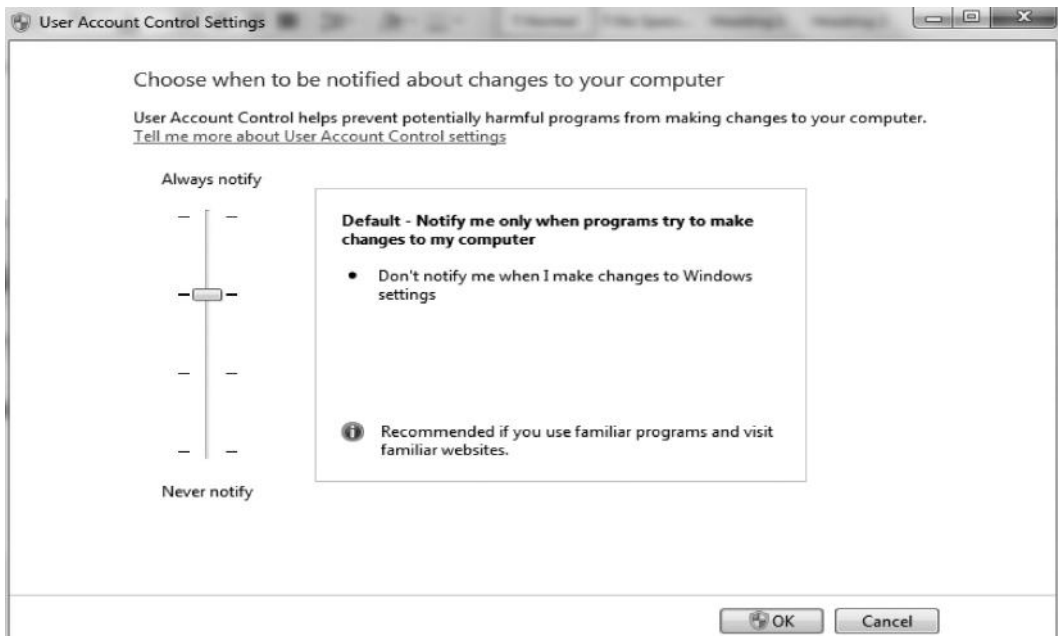 User Account Control Settings
Choose when to be notified about changes to your computer
User Account Control helps prevent potentially harmful programs from making changes to your computer.
Tell me more about User Account Control settings
Always notify
Default - Notify me only when programs try to make
changes to my computer
• Don't notify me when I make changes to Windows
settings
Recommended if you use familiar programs and visit
familiar websites.
Never notify
OK Cancel